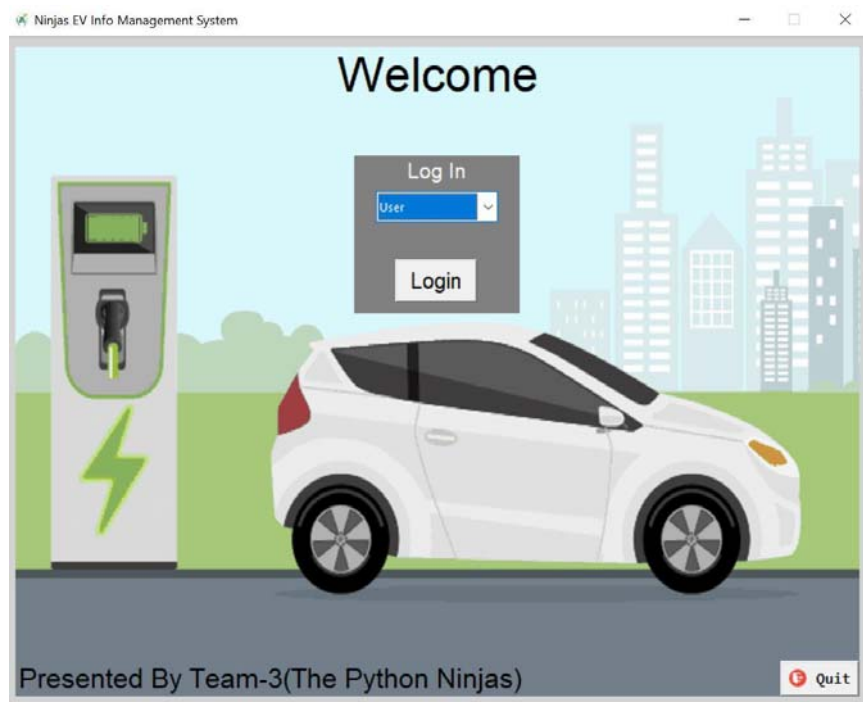 Ninjas EV Info Management System
Welcome
Log In
User
Login
Presented By Team-3(The Python Ninjas)
Quit